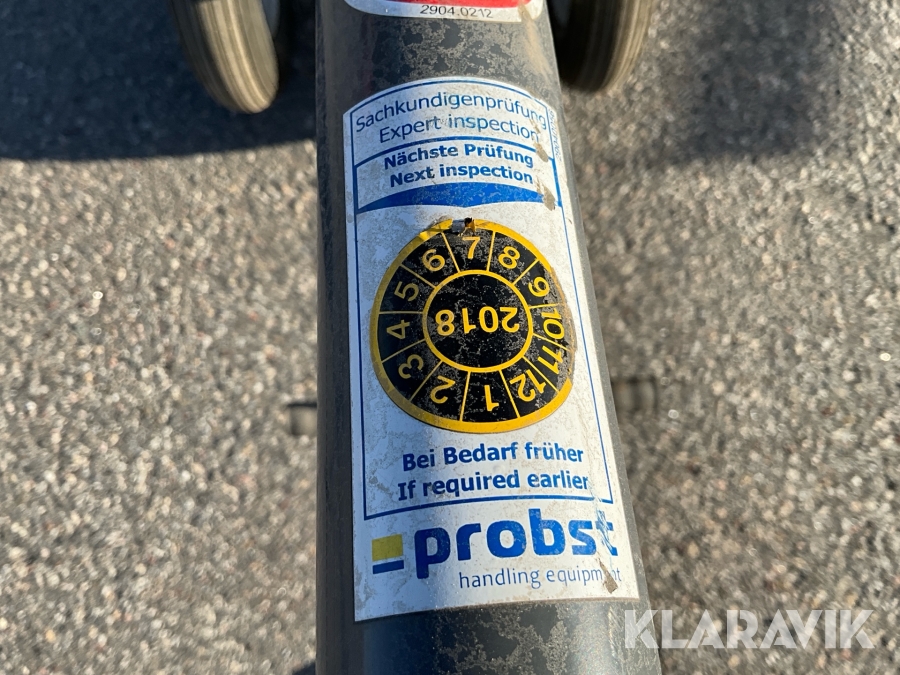 2904.0212
Sachkundigenprüfung
Expert inspection
Nächste Prüfung
Next inspection
1 2 3 4 5 6 7 8 9 10 11 12
2018
Bei Bedarf früher
If required earlier
probst
handling equipment
KLARAVIK